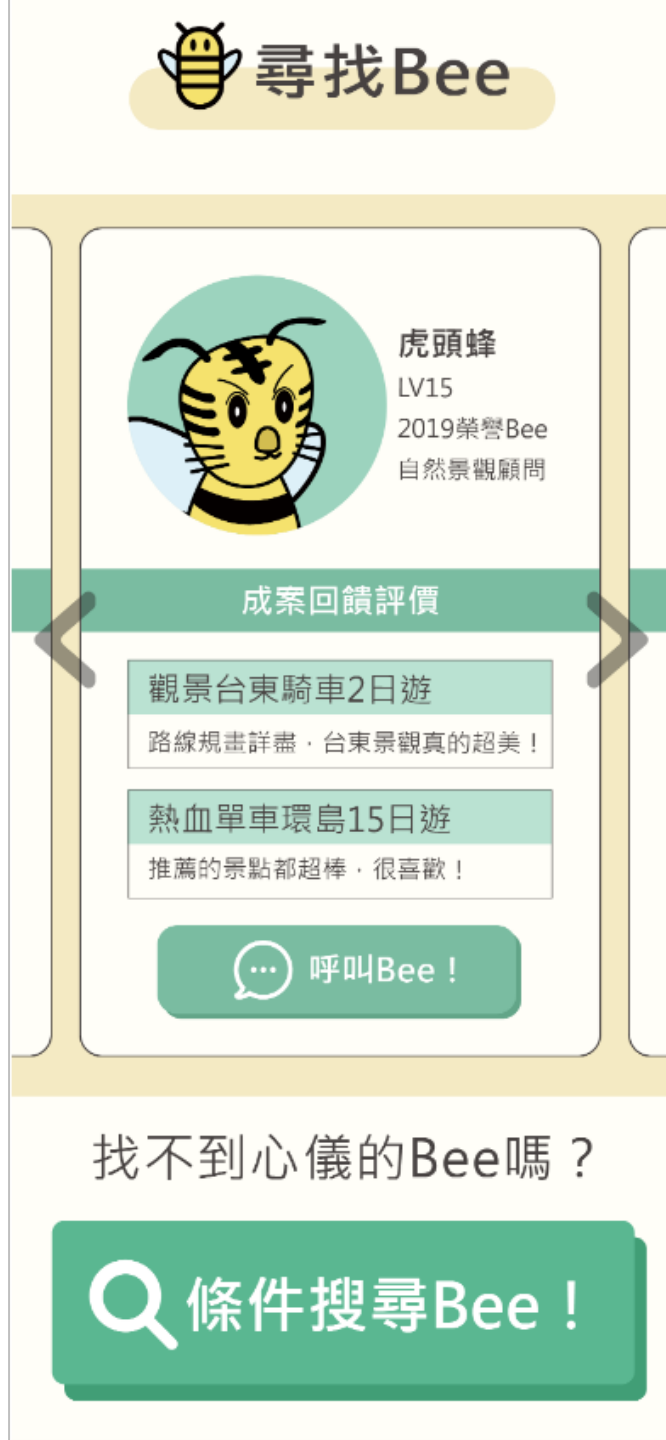 尋找Bee
虎頭蜂
LV15
2019榮譽Bee
自然景觀顧問
成案回饋評價
觀景台東騎車2日遊
路線規畫詳盡，台東景觀真的超美！
熱血單車環島15日遊
推薦的景點都超棒，很喜歡！
呼叫Bee！
找不到心儀的Bee嗎？
條件搜尋Bee！